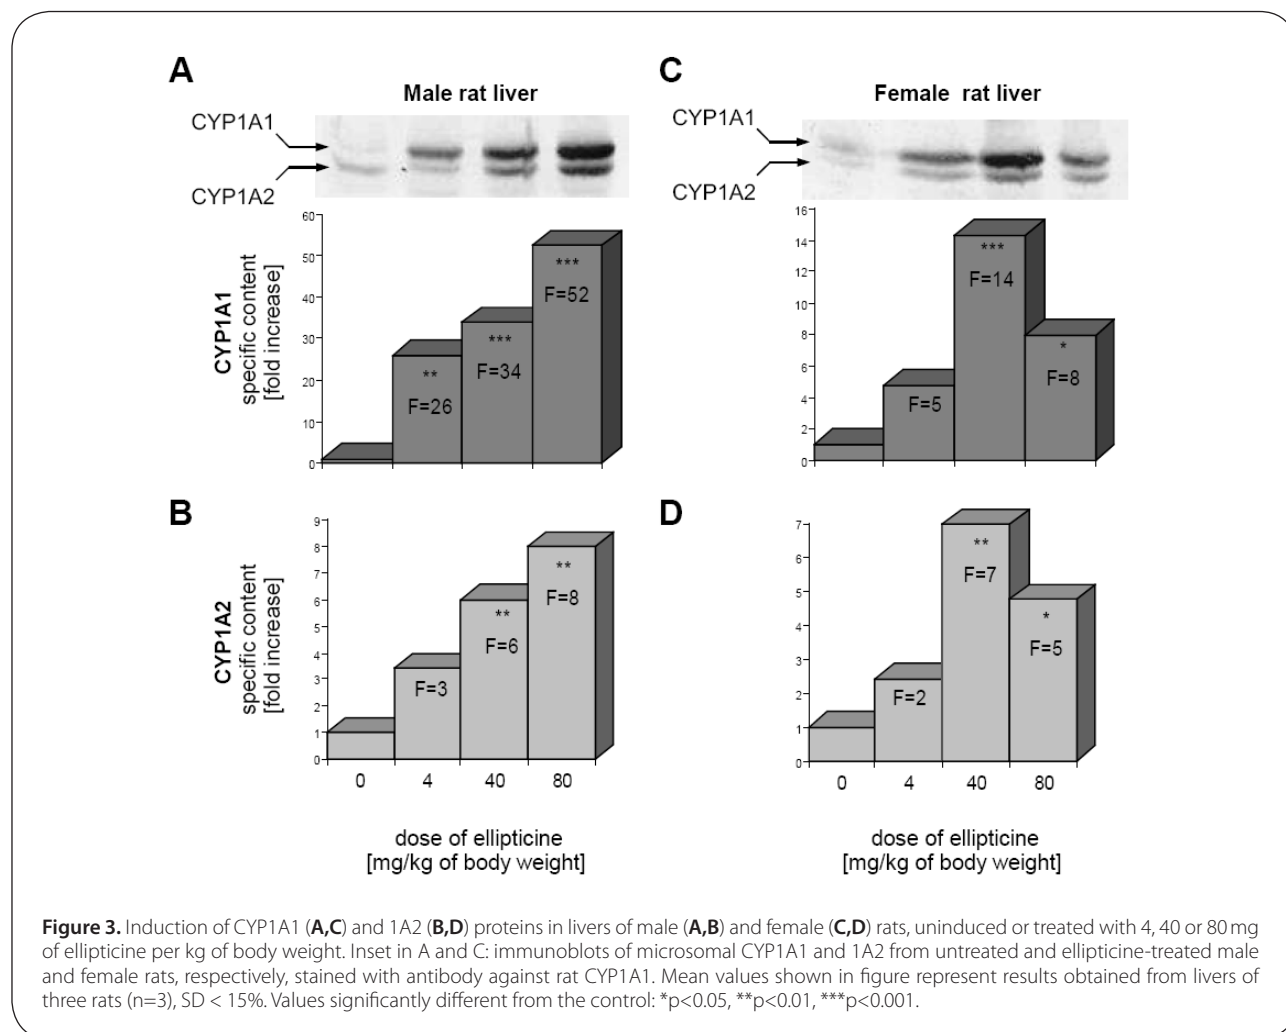 A
Male rat liver
CYP1A1
CYP1A2
CYP1A1
specific content
[fold increase]
60
50
40
30
20
10
0
**
F=26
***
F=34
***
F=52
C
Female rat liver
CYP1A1
CYP1A2
16
14
12
10
8
6
4
2
0
F=5
***
F=14
*
F=8
B
CYP1A2
specific content
[fold increase]
9
8
7
6
5
4
3
2
1
0
F=3
**
F=6
**
F=8
0 4 40 80
dose of ellipticine
[mg/kg of body weight]
D
7
6
5
4
3
2
1
0
F=2
**
F=7
*
F=5
0 4 40 80
dose of ellipticine
[mg/kg of body weight]
Figure 3. Induction of CYP1A1 (A,C) and 1A2 (B,D) proteins in livers of male (A,B) and female (C,D) rats, uninduced or treated with 4, 40 or 80 mg
of ellipticine per kg of body weight. Inset in A and C: immunoblots of microsomal CYP1A1 and 1A2 from untreated and ellipticine-treated male
and female rats, respectively, stained with antibody against rat CYP1A1. Mean values shown in figure represent results obtained from livers of
three rats (n=3), SD < 15%. Values significantly different from the control: *p<0.05, **p<0.01, ***p<0.001.